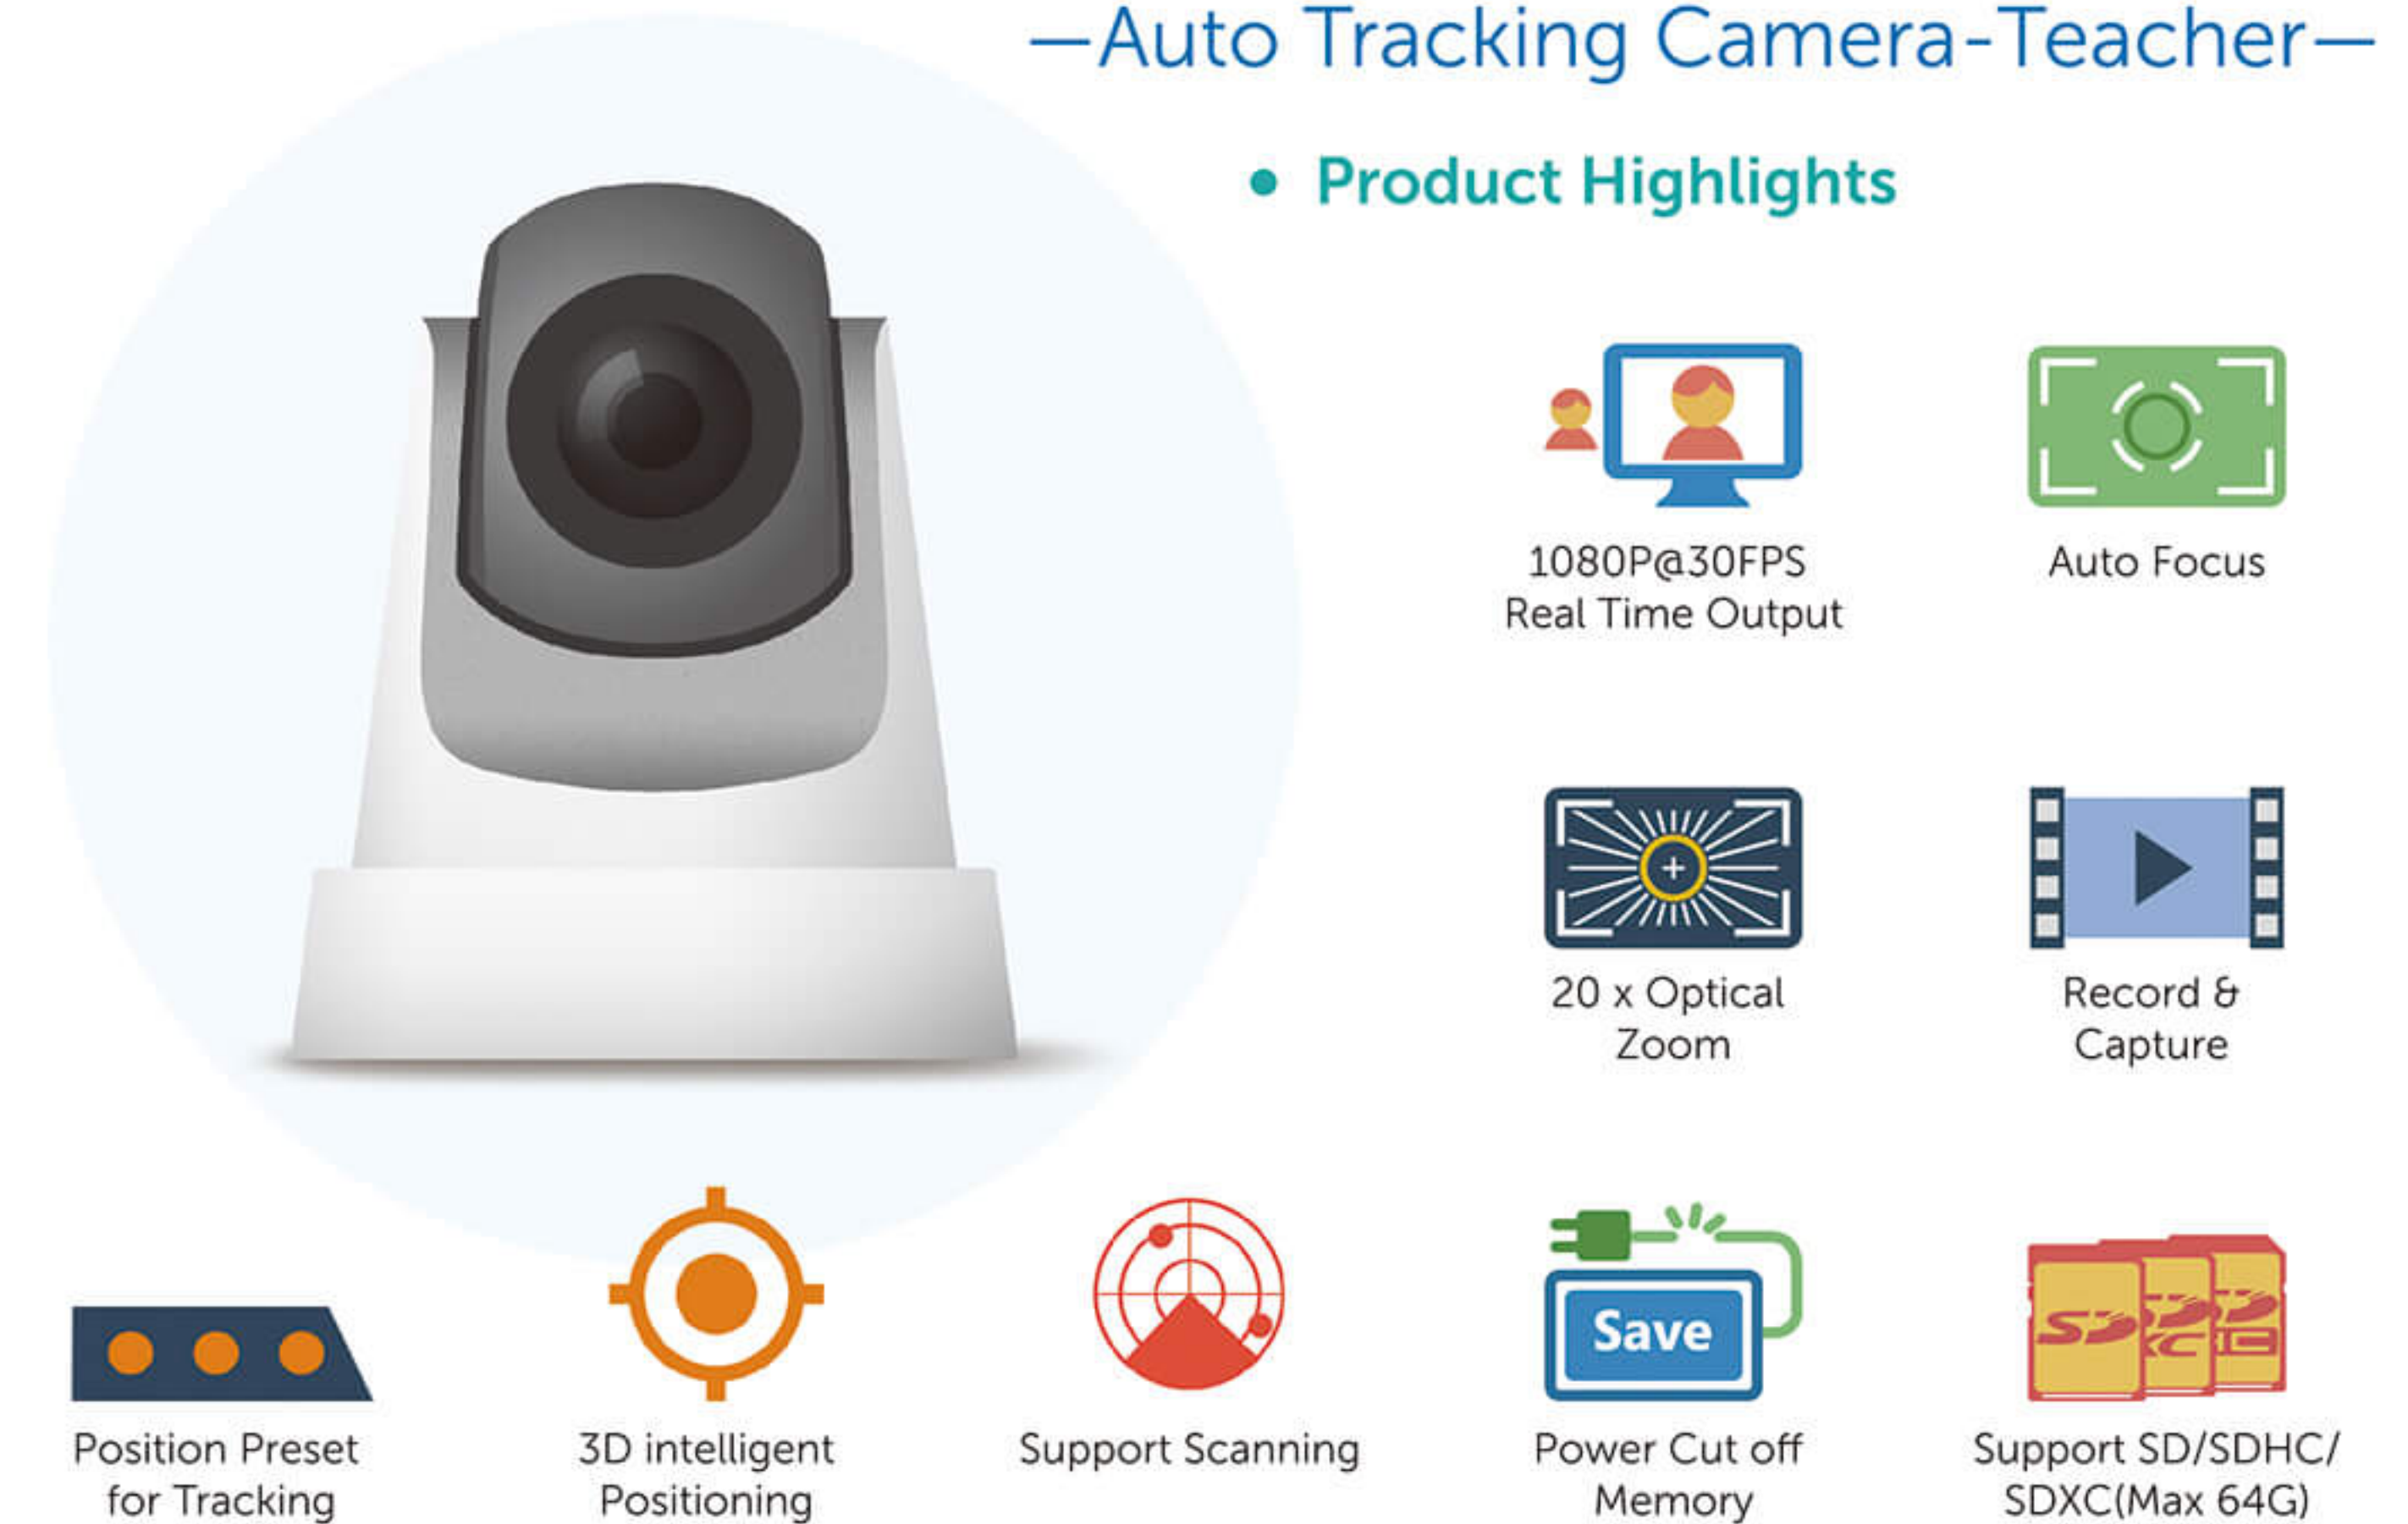 —Auto Tracking Camera-Teacher—
• Product Highlights
1080P@30FPS
Real Time Output
Auto Focus
20 x Optical
Zoom
Record &
Capture
Position Preset
for Tracking
3D intelligent
Positioning
Support Scanning
Save
Power Cut off
Memory
SD
XC
Support SD/SDHC/
SDXC(Max 64G)